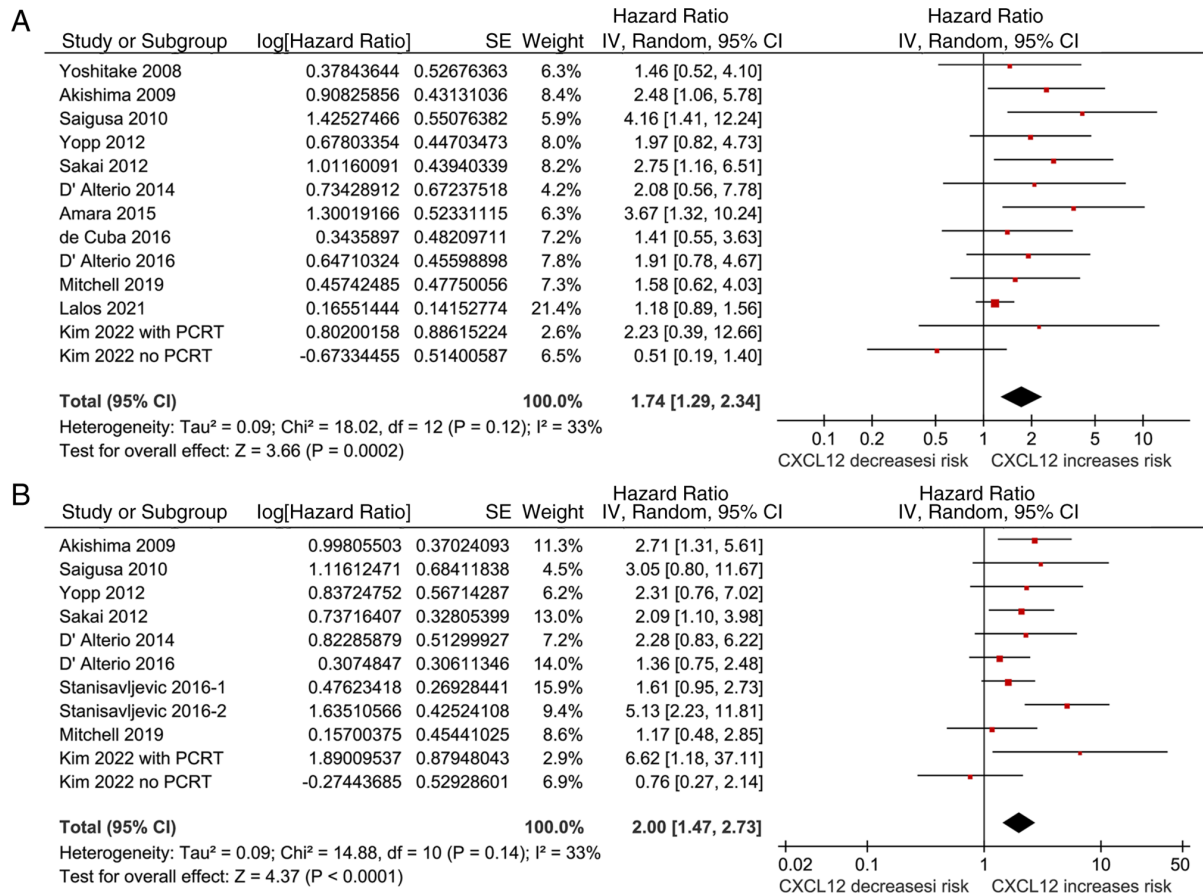 A
Hazard Ratio Hazard Ratio
Study or Subgroup log[Hazard Ratio] SE Weight IV, Random, 95% CI IV, Random, 95% CI
Yoshitake 2008 0.37843644 0.52676363 6.3% 1.46 [0.52, 4.10]
Akishima 2009 0.90825856 0.43131036 8.4% 2.48 [1.06, 5.78]
Saigusa 2010 1.42527466 0.55076382 5.9% 4.16 [1.41, 12.24]
Yopp 2012 0.67803354 0.44703473 8.0% 1.97 [0.82, 4.73]
Sakai 2012 1.01160091 0.43940339 8.2% 2.75 [1.16, 6.51]
D' Alterio 2014 0.73428912 0.67237518 4.2% 2.08 [0.56, 7.78]
Amara 2015 1.30019166 0.52331115 6.3% 3.67 [1.32, 10.24]
de Cuba 2016 0.3435897 0.48209711 7.2% 1.41 [0.55, 3.63]
D' Alterio 2016 0.64710324 0.45598898 7.8% 1.91 [0.78, 4.67]
Mitchell 2019 0.45742485 0.47750056 7.3% 1.58 [0.62, 4.03]
Lalos 2021 0.16551444 0.14152774 21.4% 1.18 [0.89, 1.56]
Kim 2022 with PCRT 0.80200158 0.88615224 2.6% 2.23 [0.39, 12.66]
Kim 2022 no PCRT -0.67334455 0.51400587 6.5% 0.51 [0.19, 1.40]
Total (95% CI) 100.0% 1.74 [1.29, 2.34]
Heterogeneity: Tau² = 0.09; Chi² = 18.02, df = 12 (P = 0.12); I² = 33%
Test for overall effect: Z = 3.66 (P = 0.0002)
0.1 0.2 0.5 1 2 5 10
CXCL12 decreasesi risk CXCL12 increases risk
B
Hazard Ratio Hazard Ratio
Study or Subgroup log[Hazard Ratio] SE Weight IV, Random, 95% CI IV, Random, 95% CI
Akishima 2009 0.99805503 0.37024093 11.3% 2.71 [1.31, 5.61]
Saigusa 2010 1.11612471 0.68411838 4.5% 3.05 [0.80, 11.67]
Yopp 2012 0.83724752 0.56714287 6.2% 2.31 [0.76, 7.02]
Sakai 2012 0.73716407 0.32805399 13.0% 2.09 [1.10, 3.98]
D' Alterio 2014 0.82285879 0.51299927 7.2% 2.28 [0.83, 6.22]
D' Alterio 2016 0.3074847 0.30611346 14.0% 1.36 [0.75, 2.48]
Stanisavljevic 2016-1 0.47623418 0.26928441 15.9% 1.61 [0.95, 2.73]
Stanisavljevic 2016-2 1.63510566 0.42524108 9.4% 5.13 [2.23, 11.81]
Mitchell 2019 0.15700375 0.45441025 8.6% 1.17 [0.48, 2.85]
Kim 2022 with PCRT 1.89009537 0.87948043 2.9% 6.62 [1.18, 37.11]
Kim 2022 no PCRT -0.27443685 0.52928601 6.9% 0.76 [0.27, 2.14]
Total (95% CI) 100.0% 2.00 [1.47, 2.73]
Heterogeneity: Tau² = 0.09; Chi² = 14.88, df = 10 (P = 0.14); I² = 33%
Test for overall effect: Z = 4.37 (P < 0.0001)
0.02 0.1 1 10 50
CXCL12 decreasesi risk CXCL12 increases risk